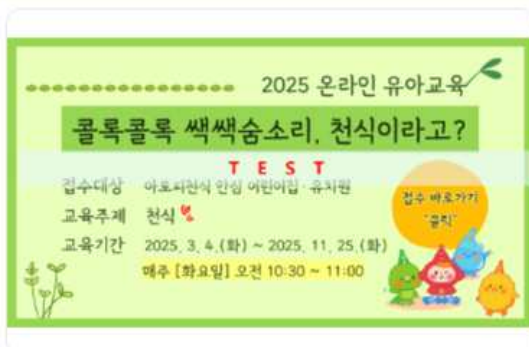 2025 온라인 유아교육
콜록콜록 쌕쌕숨소리, 천식이라고?
TEST
접수대상 아토피천식 안심 어린이집·유치원
교육주제 천식
교육기간 2025. 3. 4.(화) ~ 2025. 11. 25.(화)
매주 [화요일] 오전 10:30 ~ 11:00
접수 바로가기
"클릭"